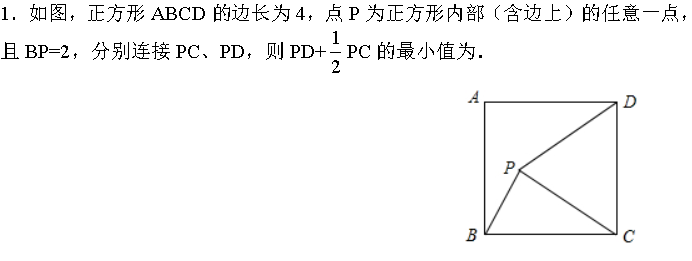 1．如图，正方形 ABCD 的边长为 4，点 P 为正方形内部（含边上）的任意一点，
且 BP=2，分别连接 PC、PD，则 PD+$\frac{1}{2}$PC 的最小值为．
A D
P
B C